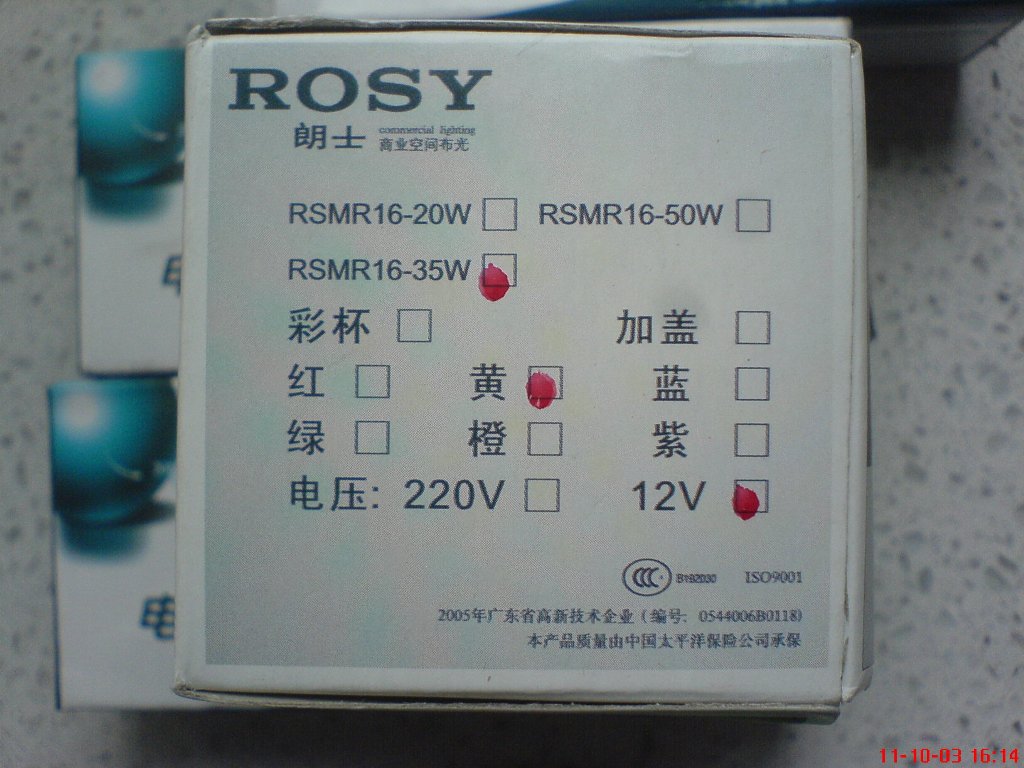 ROSY
朗士 commercial lighting
商业空间布光
RSMR16-20W RSMR16-50W
RSMR16-35W
彩杯 加盖
红 黄 蓝
绿 橙 紫
电压: 220V 12V
CCC ISO9001
2005年广东省高新技术企业(编号: 0544006B0118)
本产品质量由中国太平洋保险公司承保
电
11-10-03 16:14